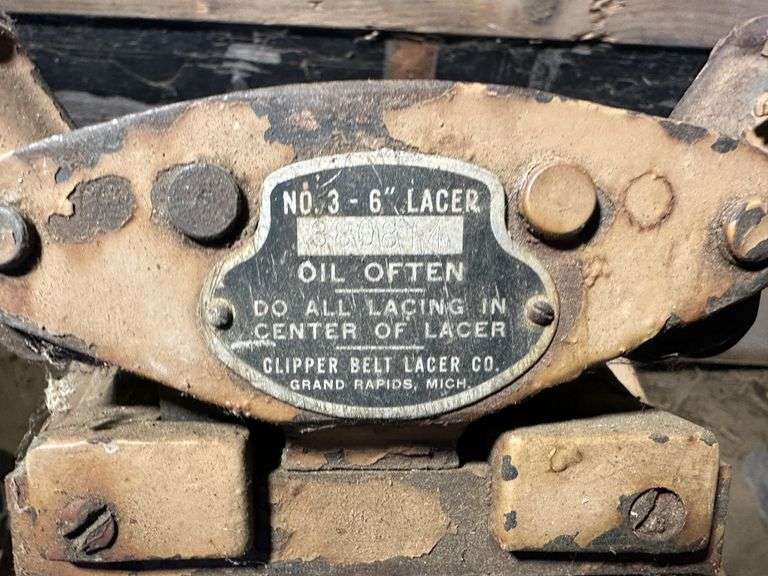 NO. 3 - 6" LACER
OIL OFTEN
DO ALL LACING IN
CENTER OF LACER
CLIPPER BELT LACER CO.
GRAND RAPIDS, MICH.